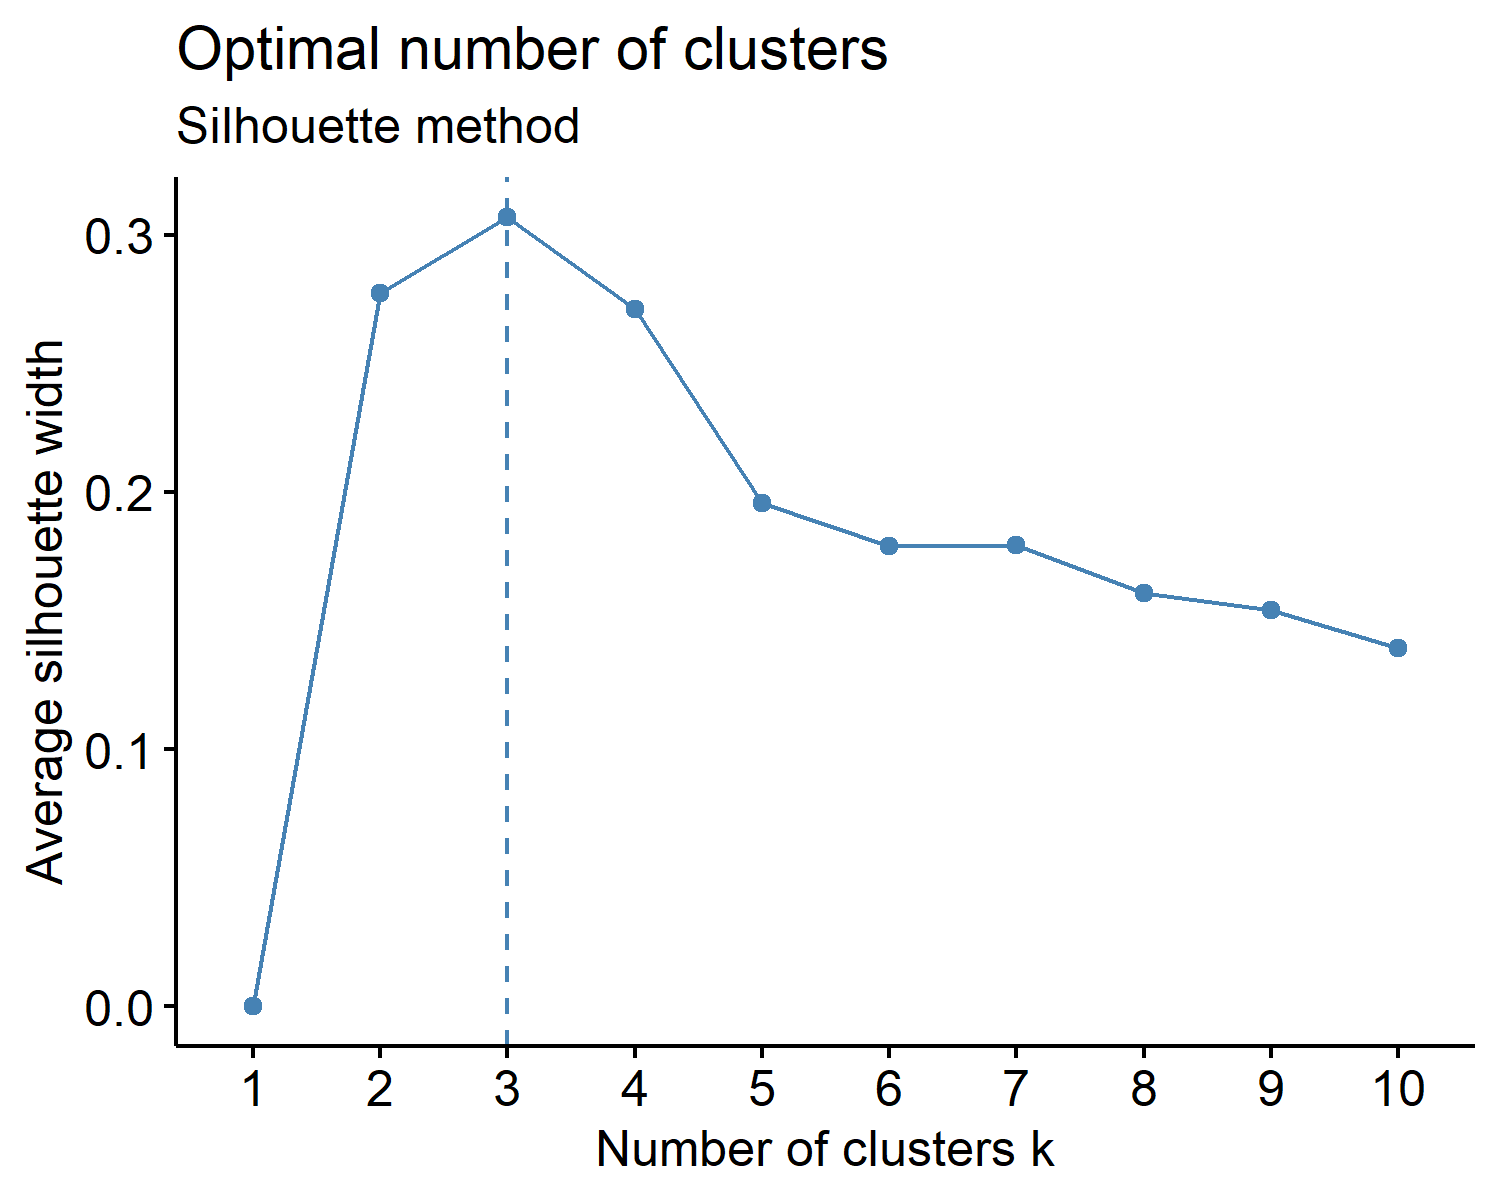 Optimal number of clusters
Silhouette method
Average silhouette width
0.3
0.2
0.1
0.0
1 2 3 4 5 6 7 8 9 10
Number of clusters k